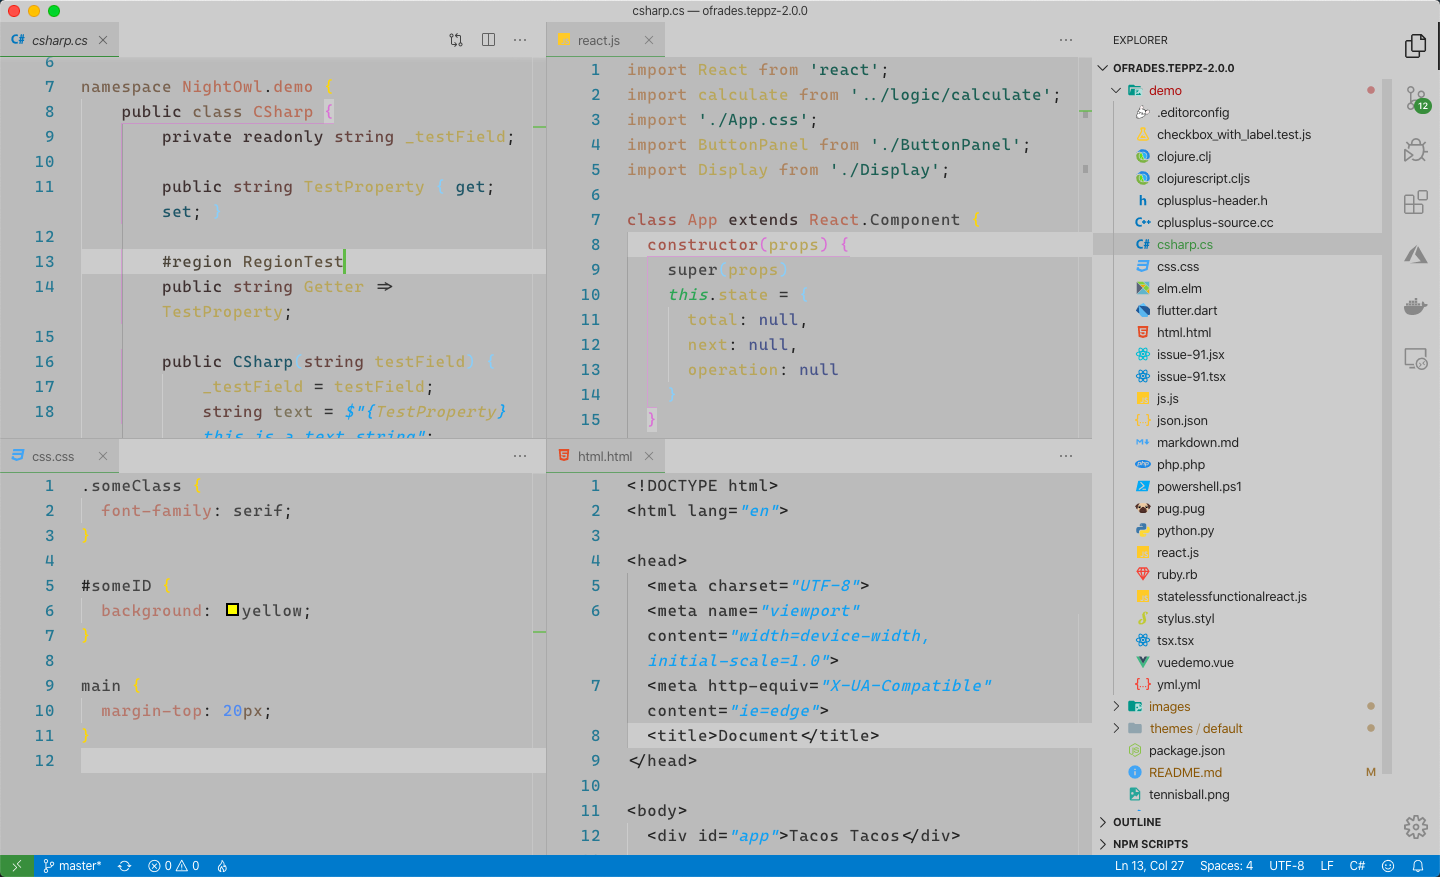 csharp.cs — ofrades.teppz-2.0.0
C# csharp.cs
6
7 namespace NightOwl.demo {
8 public class CSharp {
9 private readonly string _testField;
10
11 public string TestProperty { get;
set; }
12
13 #region RegionTest
14 public string Getter =>
TestProperty;
15
16 public CSharp(string testField) {
17 _testField = testField;
18 string text = $"{TestProperty}
this is a text string";
react.js
1 import React from 'react';
2 import calculate from '../logic/calculate';
3 import './App.css';
4 import ButtonPanel from './ButtonPanel';
5 import Display from './Display';
6
7 class App extends React.Component {
8 constructor(props) {
9 super(props)
10 this.state = {
11 total: null,
12 next: null,
13 operation: null
14 }
15 }
css.css
1 .someClass {
2 font-family: serif;
3 }
4
5 #someID {
6 background: yellow;
7 }
8
9 main {
10 margin-top: 20px;
11 }
12
html.html
1 <!DOCTYPE html>
2 <html lang="en">
3
4 <head>
5 <meta charset="UTF-8">
6 <meta name="viewport"
content="width=device-width,
initial-scale=1.0">
7 <meta http-equiv="X-UA-Compatible"
content="ie=edge">
8 <title>Document</title>
9 </head>
10
11 <body>
12 <div id="app">Tacos Tacos</div>
EXPLORER
OFRADES.TEPPZ-2.0.0
demo
.editorconfig
checkbox_with_label.test.js
clojure.clj
clojurescript.cljs
h cplusplus-header.h
C++ cplusplus-source.cc
C# csharp.cs
css.css
elm.elm
flutter.dart
html.html
issue-91.jsx
issue-91.tsx
js.js
json.json
markdown.md
php php.php
powershell.ps1
pug.pug
python.py
react.js
ruby.rb
statelessfunctionalreact.js
stylus.styl
tsx.tsx
vuedemo.vue
yml.yml
images
themes / default
package.json
README.md M
tennisball.png
OUTLINE
NPM SCRIPTS
12
master* 0 0
Ln 13, Col 27 Spaces: 4 UTF-8 LF C#